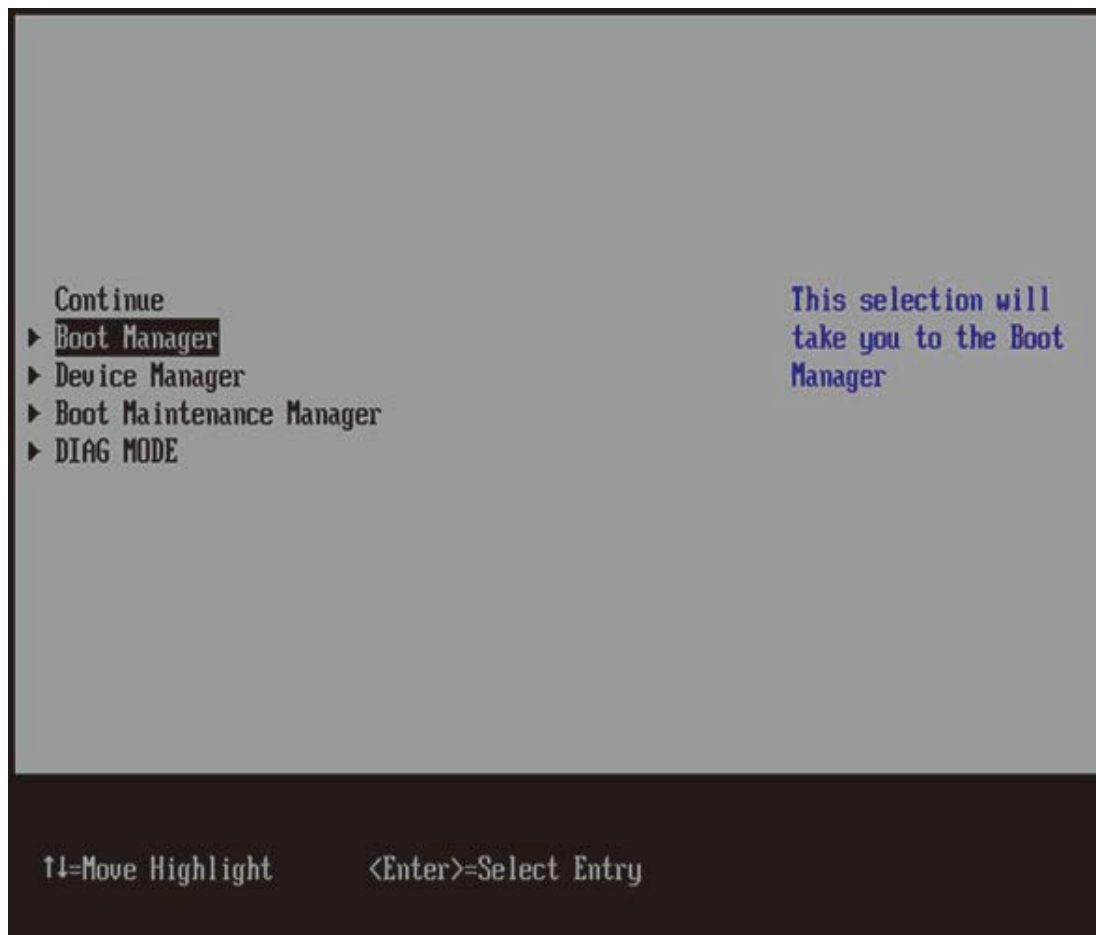 Continue
▶ Boot Manager
▶ Device Manager
▶ Boot Maintenance Manager
▶ DIAG MODE
This selection will
take you to the Boot
Manager
↑↓=Move Highlight <Enter>=Select Entry